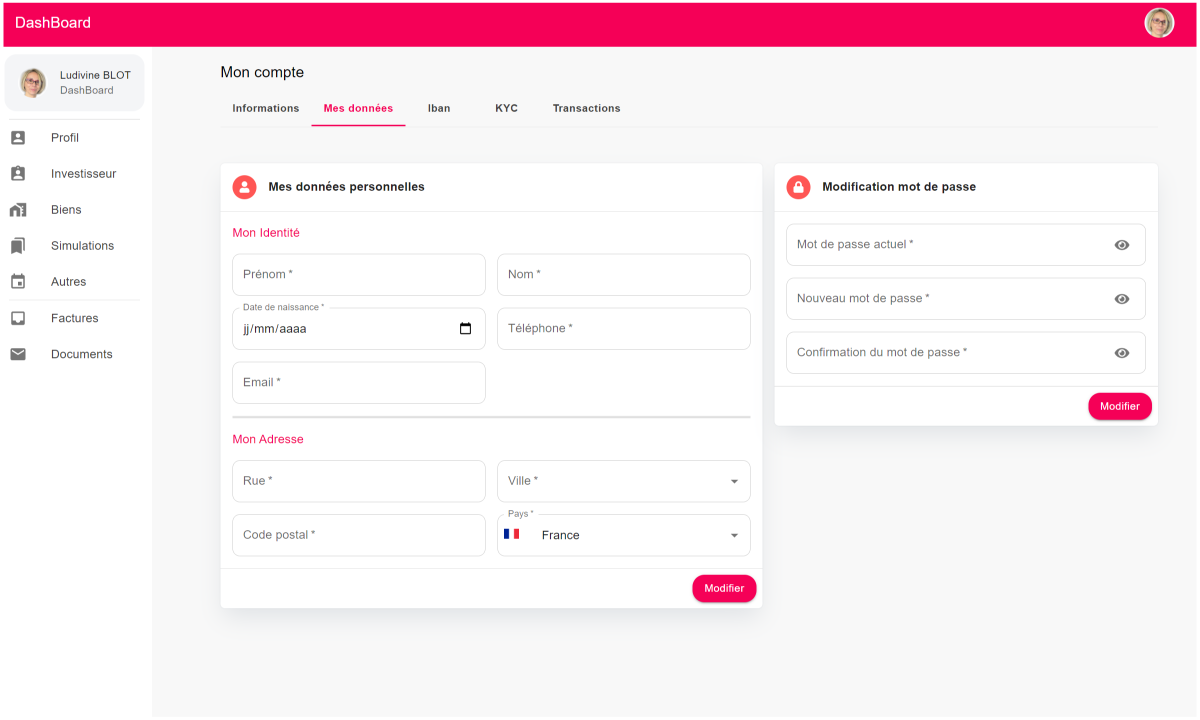 DashBoard
Ludivine BLOT
DashBoard
Profil
Investisseur
Biens
Simulations
Autres
Factures
Documents
Mon compte
Informations Mes données Iban KYC Transactions
Mes données personnelles
Mon Identité
Prénom * Nom *
Date de naissance *
jj/mm/aaaa Téléphone *
Email *
Mon Adresse
Rue * Ville *
Pays *
Code postal * France
Modifier
Modification mot de passe
Mot de passe actuel *
Nouveau mot de passe *
Confirmation du mot de passe *
Modifier